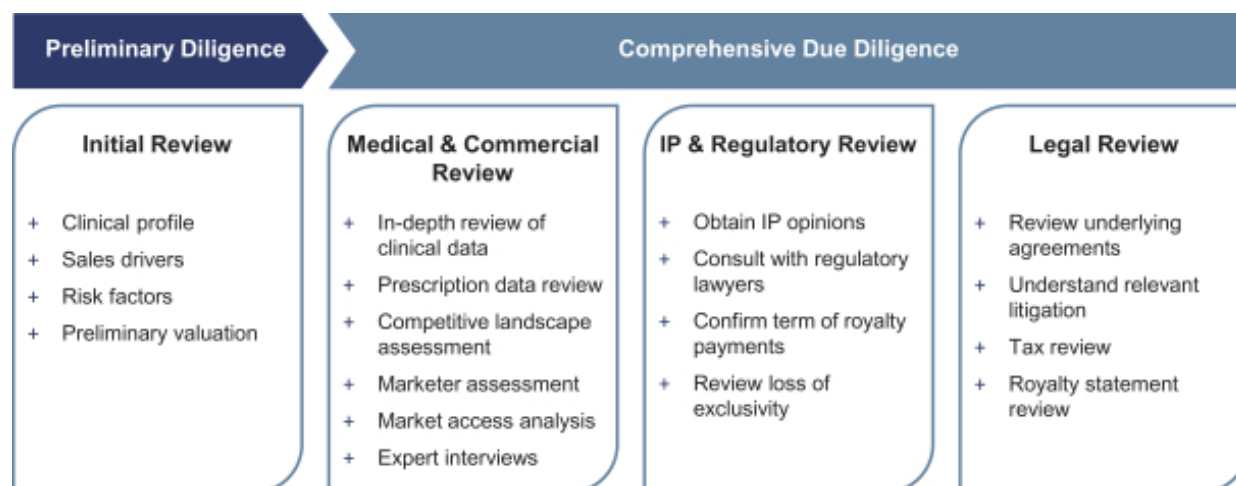 Preliminary Diligence
Comprehensive Due Diligence
Initial Review
+ Clinical profile
+ Sales drivers
+ Risk factors
+ Preliminary valuation
Medical & Commercial
Review
+ In-depth review of
clinical data
+ Prescription data review
+ Competitive landscape
assessment
+ Marketer assessment
+ Market access analysis
+ Expert interviews
IP & Regulatory Review
+ Obtain IP opinions
+ Consult with regulatory
lawyers
+ Confirm term of royalty
payments
+ Review loss of
exclusivity
Legal Review
+ Review underlying
agreements
+ Understand relevant
litigation
+ Tax review
+ Royalty statement
review